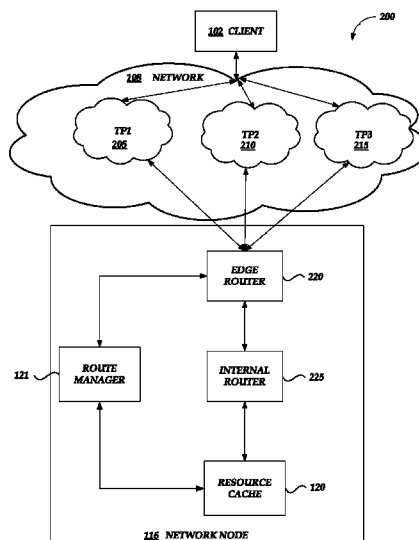 102 CLIENT
200
108 NETWORK
TP1
205
TP2
210
TP3
215
EDGE
ROUTER
220
121
ROUTE
MANAGER
INTERNAL
ROUTER
225
RESOURCE
CACHE
120
116 NETWORK NODE